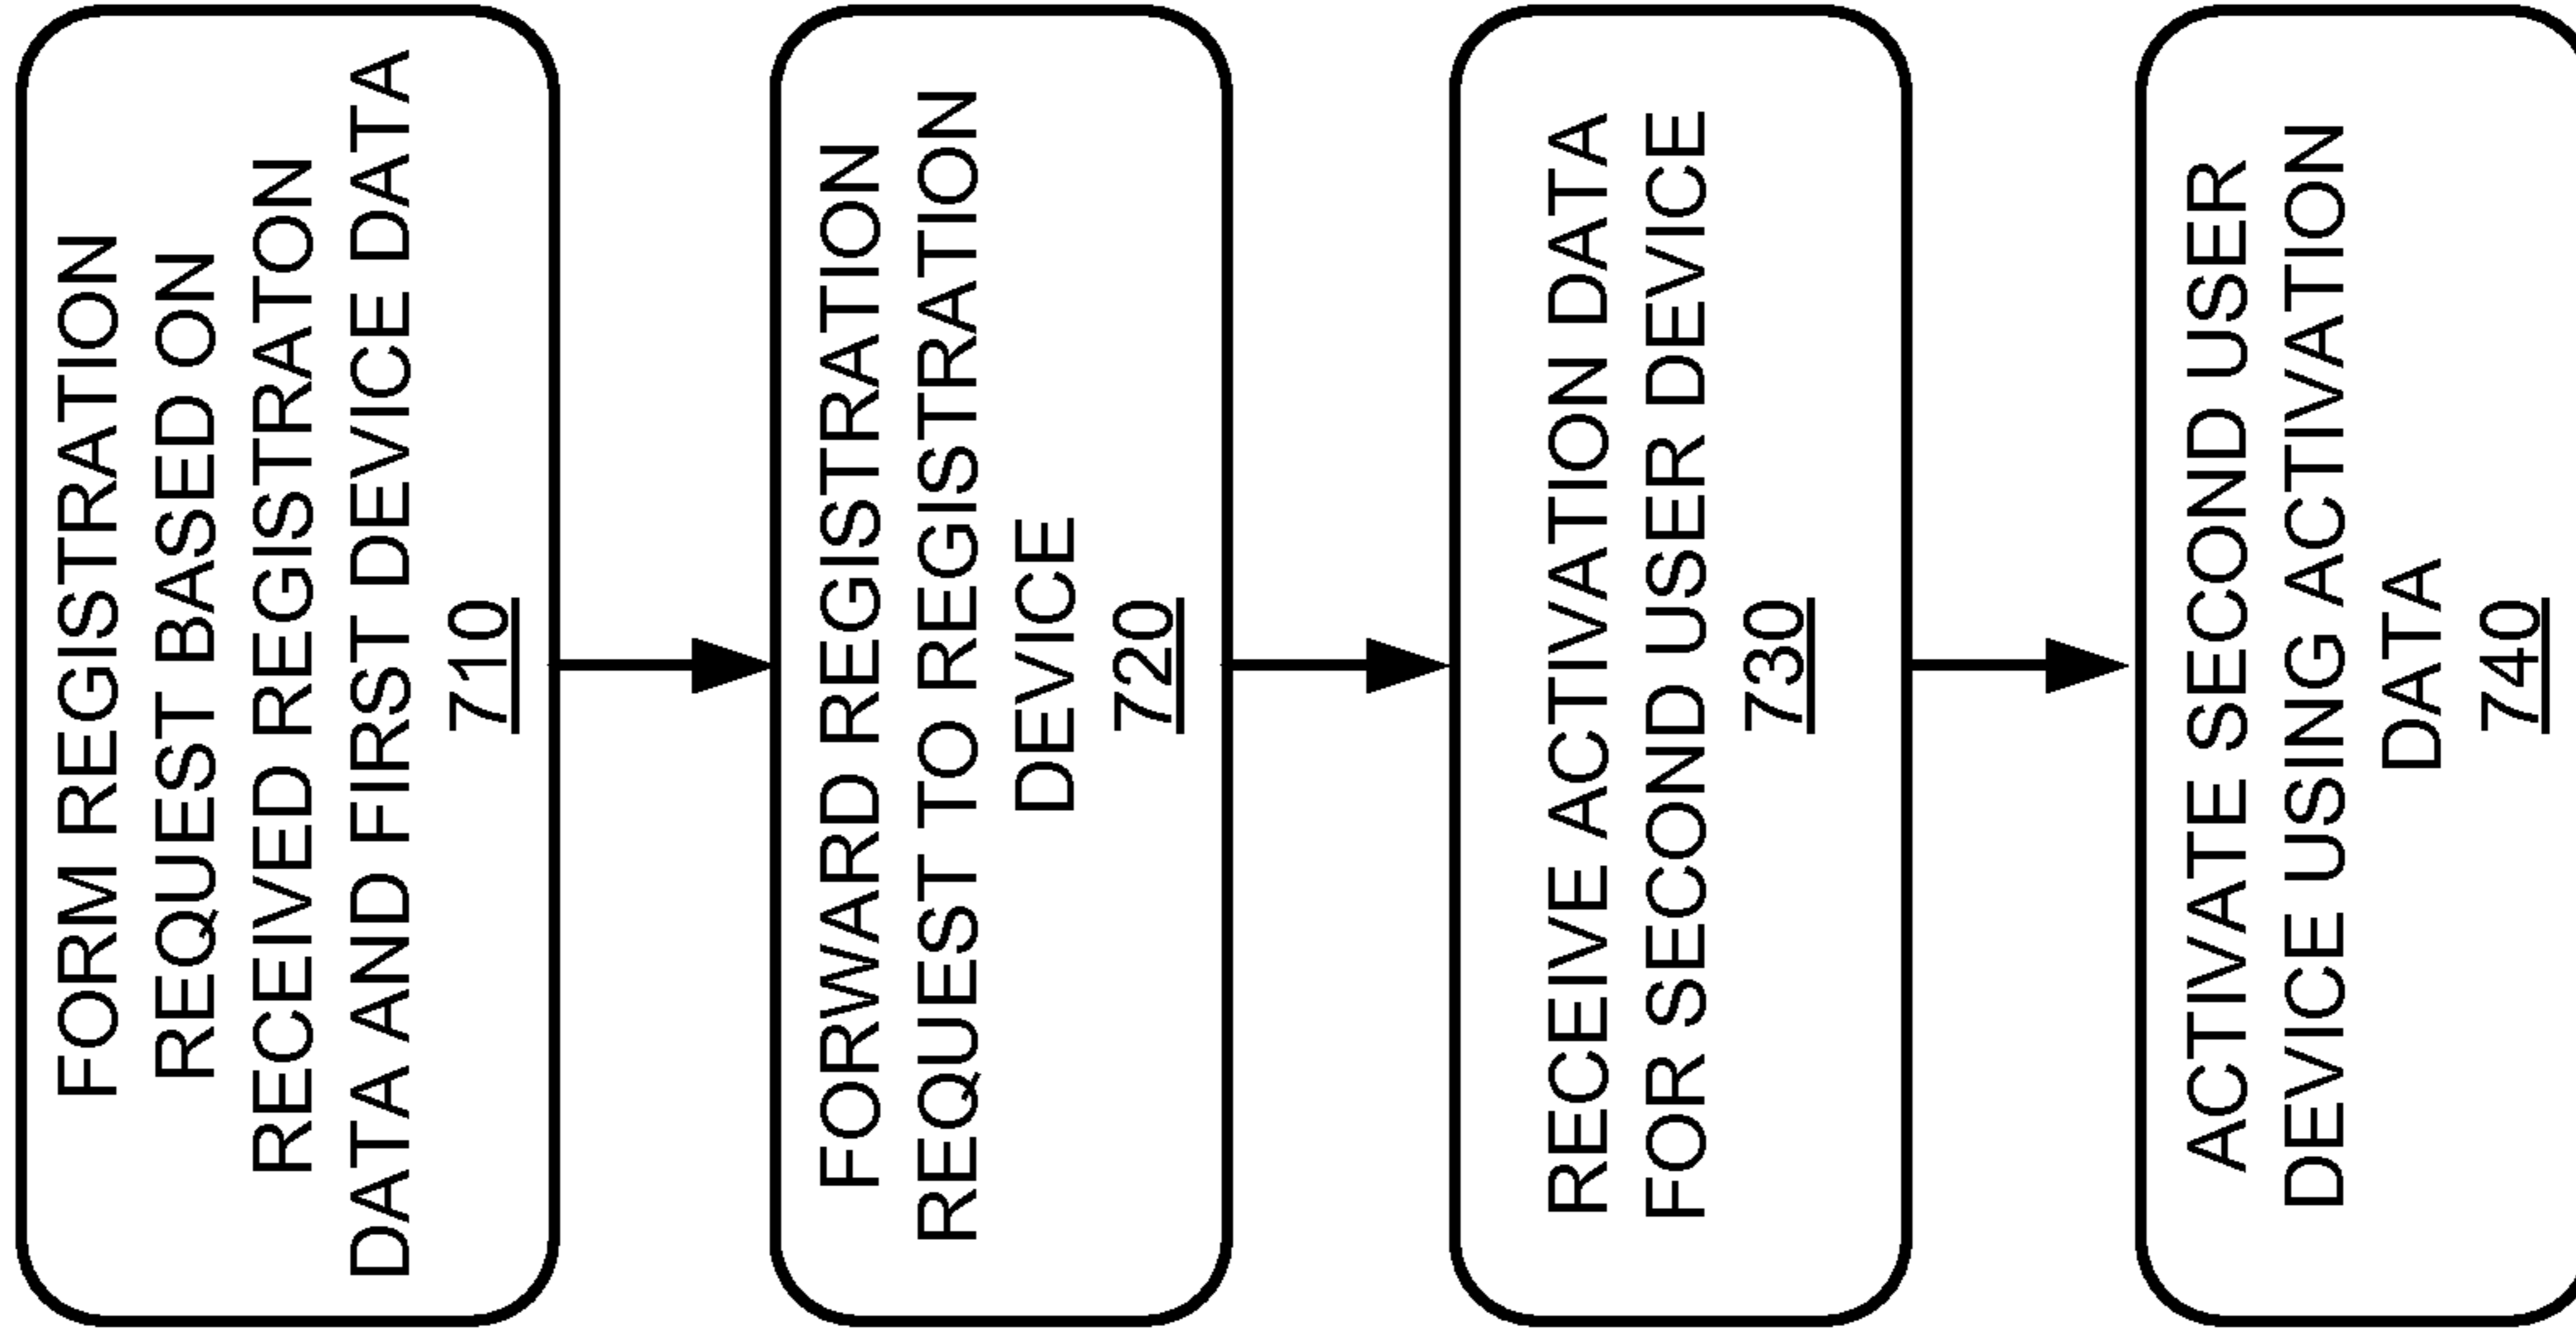 FORM REGISTRATION
REQUEST BASED ON
RECEIVED REGISTRATON
DATA AND FIRST DEVICE DATA
710
FORWARD REGISTRATION
REQUEST TO REGISTRATION
DEVICE
720
RECEIVE ACTIVATION DATA
FOR SECOND USER DEVICE
730
ACTIVATE SECOND USER
DEVICE USING ACTIVATION
DATA
740